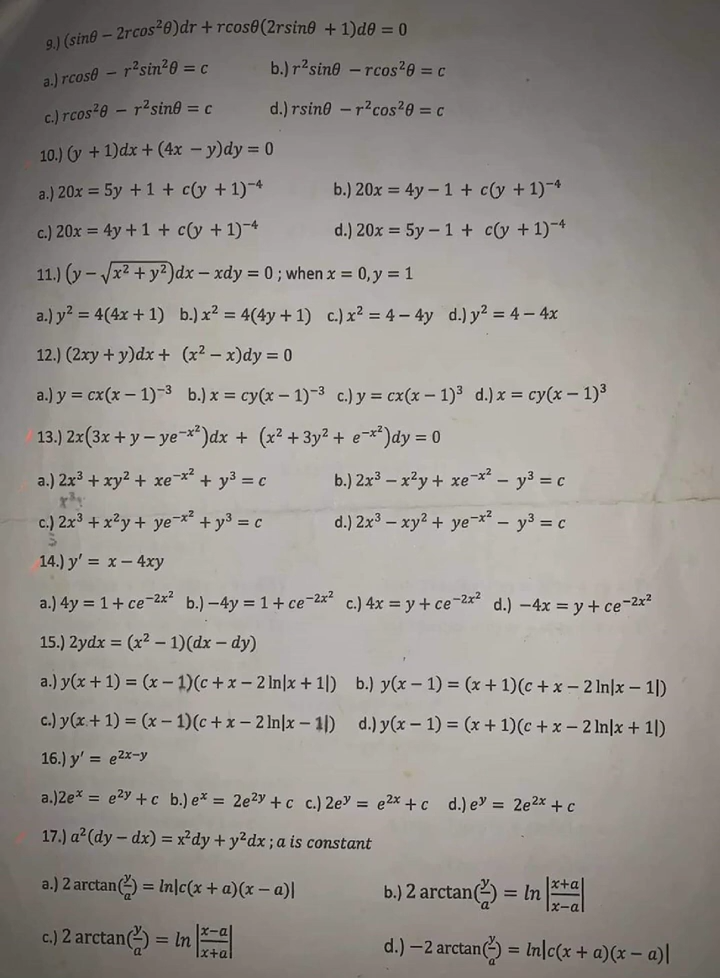 9.) (sinθ − 2rcos²θ)dr + rcosθ(2rsinθ + 1)dθ = 0
a.) rcosθ − r²sin²θ = c b.) r²sinθ − rcos²θ = c
c.) rcos²θ − r²sinθ = c d.) rsinθ − r²cos²θ = c
10.) (y + 1)dx + (4x − y)dy = 0
a.) 20x = 5y + 1 + c(y + 1)⁻⁴ b.) 20x = 4y − 1 + c(y + 1)⁻⁴
c.) 20x = 4y + 1 + c(y + 1)⁻⁴ d.) 20x = 5y − 1 + c(y + 1)⁻⁴
11.) (y − √(x² + y²))dx − xdy = 0 ; when x = 0, y = 1
a.) y² = 4(4x + 1) b.) x² = 4(4y + 1) c.) x² = 4 − 4y d.) y² = 4 − 4x
12.) (2xy + y)dx + (x² − x)dy = 0
a.) y = cx(x − 1)⁻³ b.) x = cy(x − 1)⁻³ c.) y = cx(x − 1)³ d.) x = cy(x − 1)³
13.) 2x(3x + y − ye^(−x²))dx + (x² + 3y² + e^(−x²))dy = 0
a.) 2x³ + xy² + xe^(−x²) + y³ = c b.) 2x³ − x²y + xe^(−x²) − y³ = c
c.) 2x³ + x²y + ye^(−x²) + y³ = c d.) 2x³ − xy² + ye^(−x²) − y³ = c
14.) y' = x − 4xy
a.) 4y = 1 + ce^(−2x²) b.) −4y = 1 + ce^(−2x²) c.) 4x = y + ce^(−2x²) d.) −4x = y + ce^(−2x²)
15.) 2ydx = (x² − 1)(dx − dy)
a.) y(x + 1) = (x − 1)(c + x − 2 ln|x + 1|) b.) y(x − 1) = (x + 1)(c + x − 2 ln|x − 1|)
c.) y(x + 1) = (x − 1)(c + x − 2 ln|x − 1|) d.) y(x − 1) = (x + 1)(c + x − 2 ln|x + 1|)
16.) y' = e^(2x−y)
a.)2eˣ = e^(2y) + c b.) eˣ = 2e^(2y) + c c.) 2e^y = e^(2x) + c d.) e^y = 2e^(2x) + c
17.) a²(dy − dx) = x²dy + y²dx ; a is constant
a.) 2 arctan(y/a) = ln|c(x + a)(x − a)| b.) 2 arctan(y/a) = ln |(x+a)/(x−a)|
c.) 2 arctan(y/a) = ln |(x−a)/(x+a)| d.) −2 arctan(y/a) = ln|c(x + a)(x − a)|